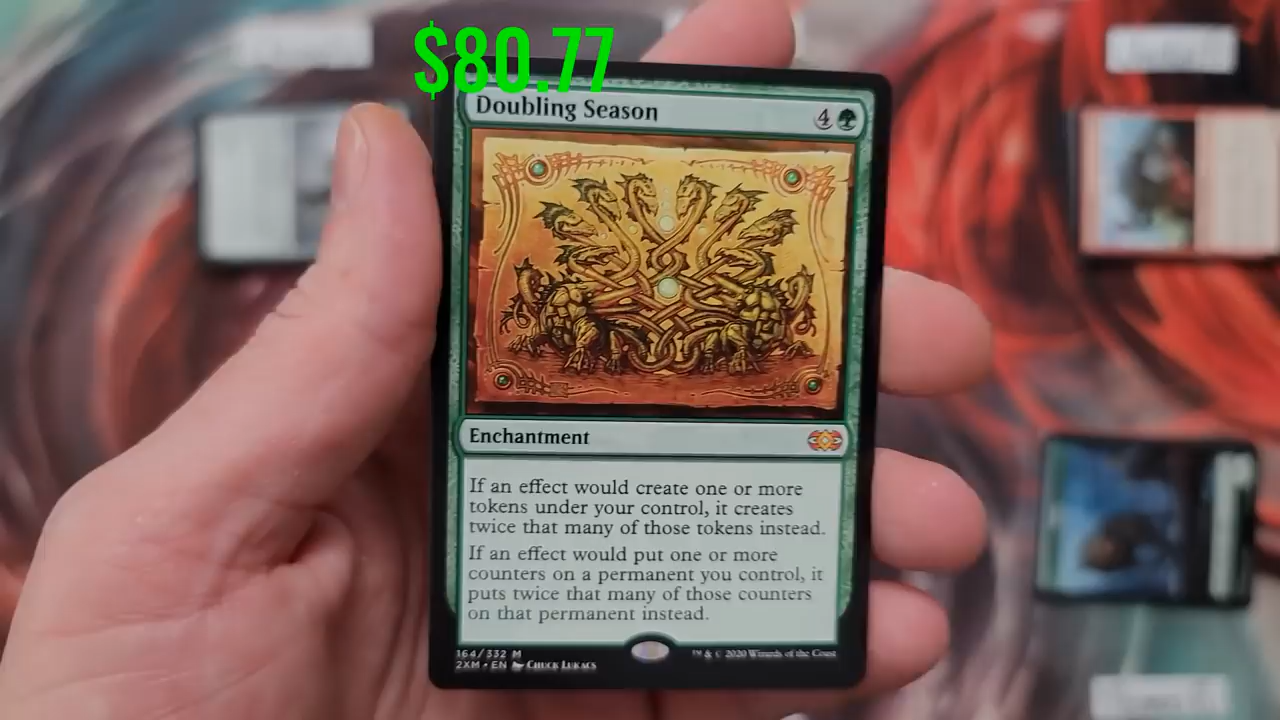 $80.77
Doubling Season 4
Enchantment
If an effect would create one or more
tokens under your control, it creates
twice that many of those tokens instead.
If an effect would put one or more
counters on a permanent you control, it
puts twice that many of those counters
on that permanent instead.
164/332 M
2XM • EN Chuck Lukacs
™ & © 2020 Wizards of the Coast